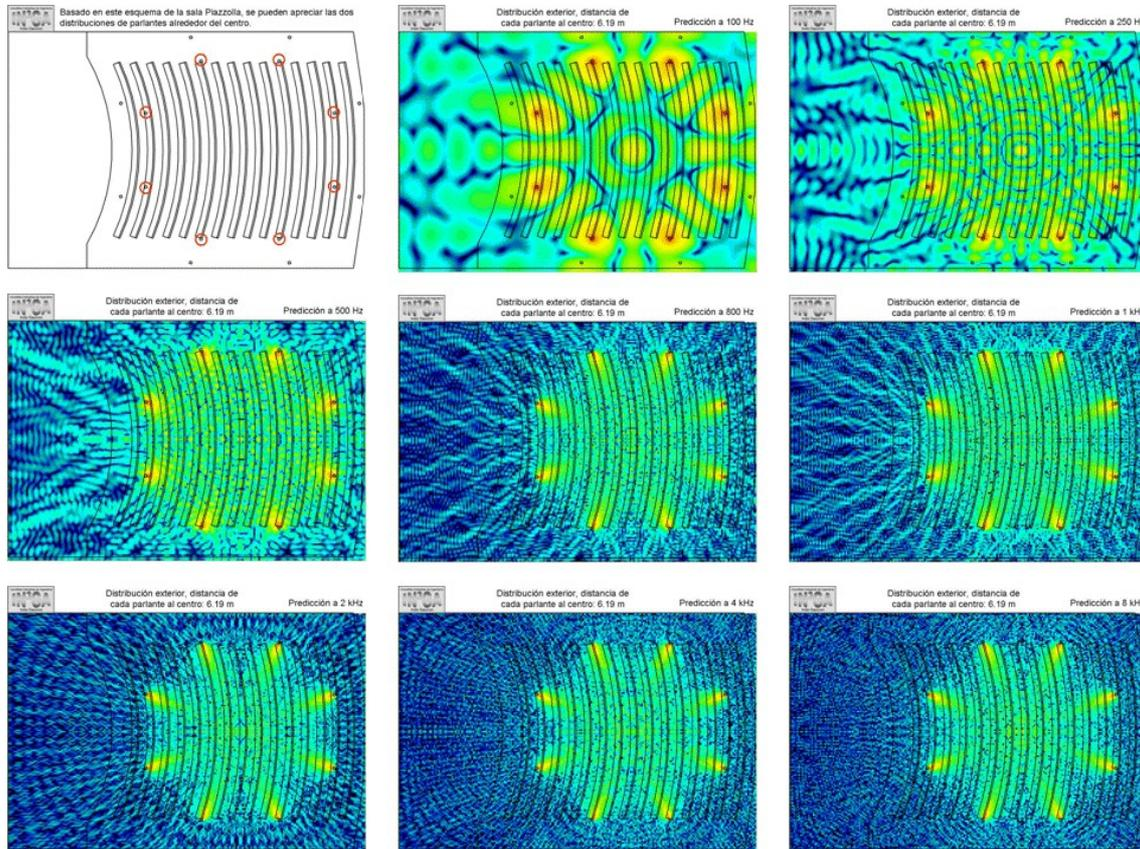 Basado en este esquema de la sala Piazzolla, se pueden apreciar las dos
distribuciones de parlantes alrededor del centro.
Distribución exterior, distancia de
cada parlante al centro: 6.19 m
Predicción a 100 Hz
Distribución exterior, distancia de
cada parlante al centro: 6.19 m
Predicción a 250 H
Distribución exterior, distancia de
cada parlante al centro: 6.19 m
Predicción a 500 Hz
Distribución exterior, distancia de
cada parlante al centro: 6.19 m
Predicción a 800 Hz
Distribución exterior, distancia de
cada parlante al centro: 6.19 m
Predicción a 1 kH
Distribución exterior, distancia de
cada parlante al centro: 6.19 m
Predicción a 2 kHz
Distribución exterior, distancia de
cada parlante al centro: 6.19 m
Predicción a 4 kHz
Distribución exterior, distancia de
cada parlante al centro: 6.19 m
Predicción a 8 kH